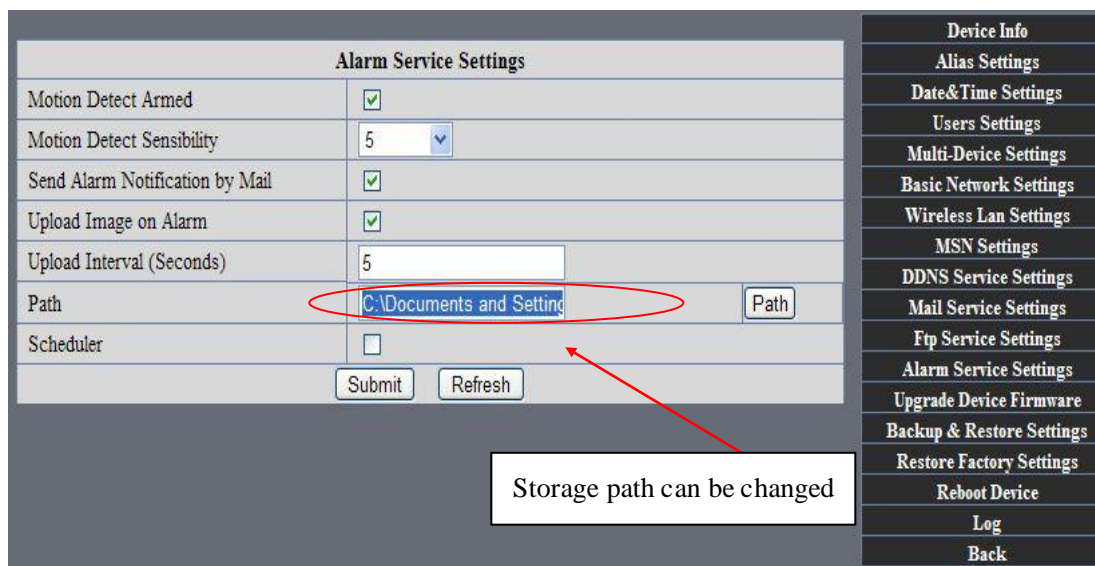 Alarm Service Settings
Motion Detect Armed
Motion Detect Sensibility 5
Send Alarm Notification by Mail
Upload Image on Alarm
Upload Interval (Seconds) 5
Path C:\Documents and Setting Path
Scheduler
Submit Refresh
Storage path can be changed
Device Info
Alias Settings
Date&Time Settings
Users Settings
Multi-Device Settings
Basic Network Settings
Wireless Lan Settings
MSN Settings
DDNS Service Settings
Mail Service Settings
Ftp Service Settings
Alarm Service Settings
Upgrade Device Firmware
Backup & Restore Settings
Restore Factory Settings
Reboot Device
Log
Back